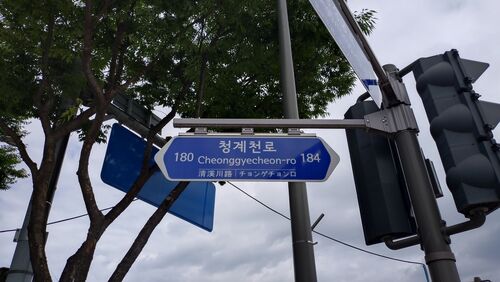 청계천로
180 Cheonggyecheon-ro 184
清溪川路 | チョンゲチョンロ